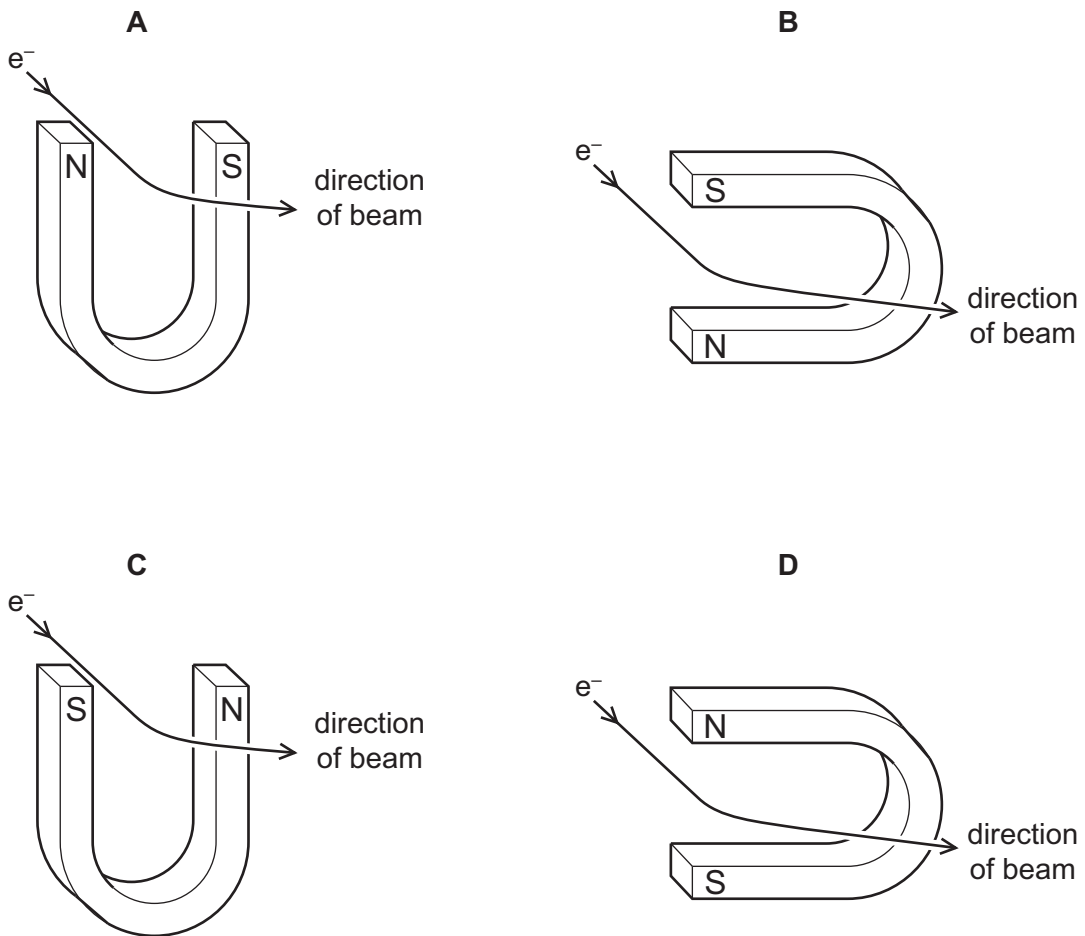 A
e⁻
N
S
direction
of beam
B
e⁻
S
N
direction
of beam
C
e⁻
S
N
direction
of beam
D
e⁻
N
S
direction
of beam